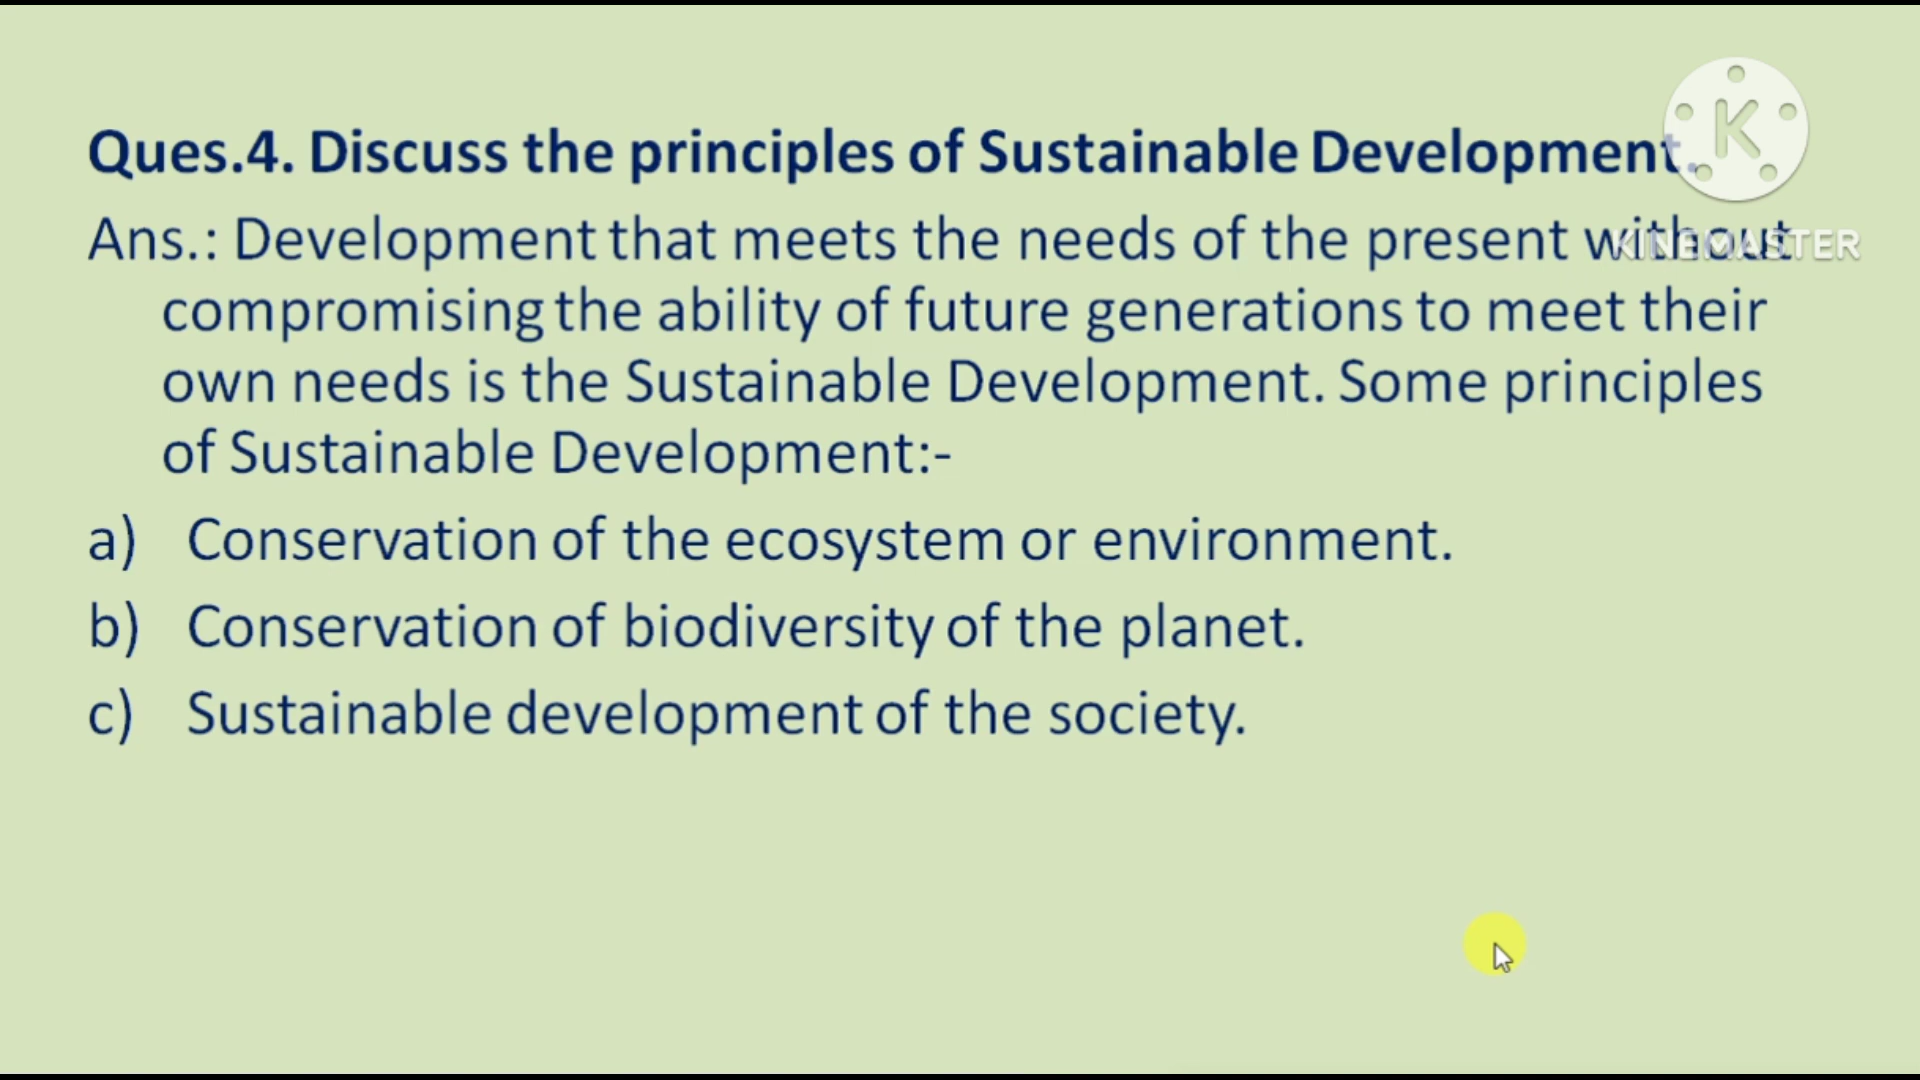 Ques.4. Discuss the principles of Sustainable Development.
Ans.: Development that meets the needs of the present without
compromising the ability of future generations to meet their
own needs is the Sustainable Development. Some principles
of Sustainable Development:-
a) Conservation of the ecosystem or environment.
b) Conservation of biodiversity of the planet.
c) Sustainable development of the society.
K
KINEMASTER